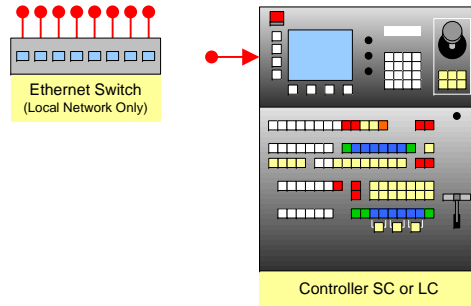 Ethernet Switch
(Local Network Only)
Controller SC or LC